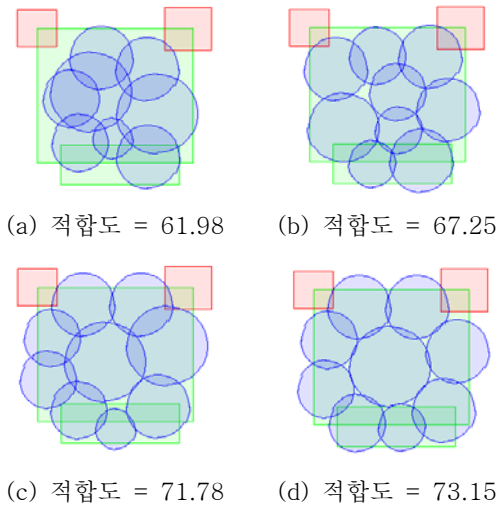 (a) 적합도 = 61.98
(b) 적합도 = 67.25
(c) 적합도 = 71.78
(d) 적합도 = 73.15